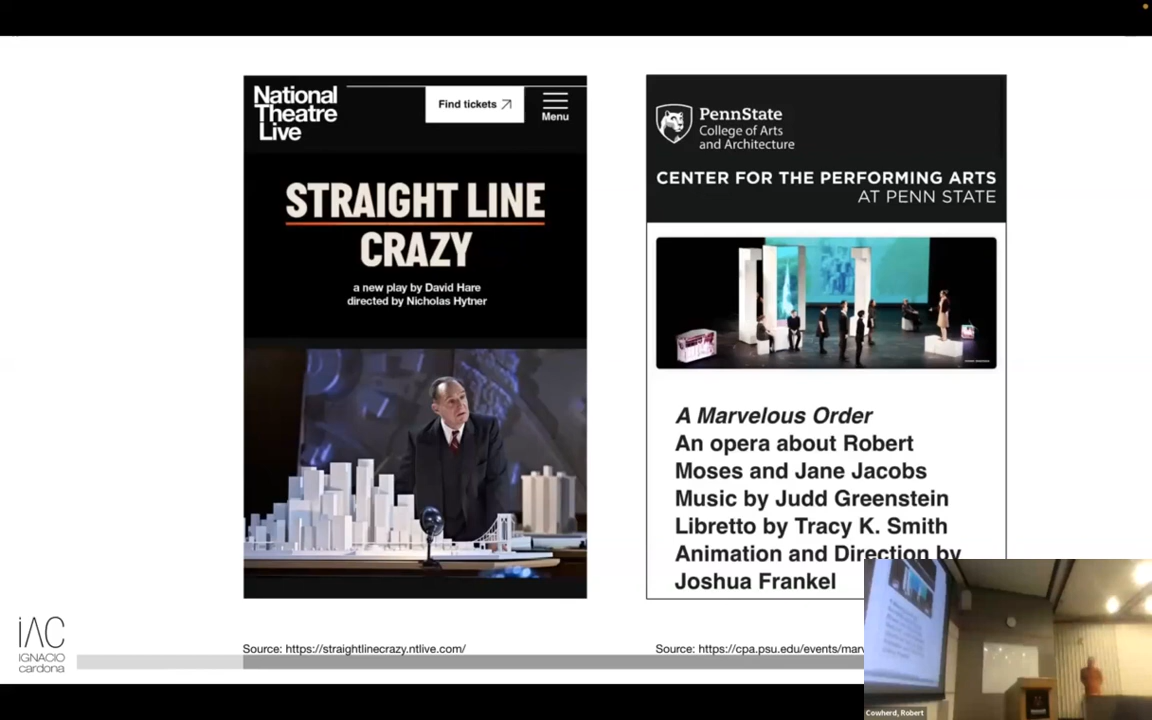 National
Theatre
Live
Find tickets
Menu
STRAIGHT LINE
CRAZY
a new play by David Hare
directed by Nicholas Hytner
PennState
College of Arts
and Architecture
CENTER FOR THE PERFORMING ARTS
AT PENN STATE
A Marvelous Order
An opera about Robert
Moses and Jane Jacobs
Music by Judd Greenstein
Libretto by Tracy K. Smith
Animation and Direction by
Joshua Frankel
iAC
IGNACIO
cardona
Source: https://straightlinecrazy.ntlive.com/
Source: https://cpa.psu.edu/events/marv
Cowherd, Robert